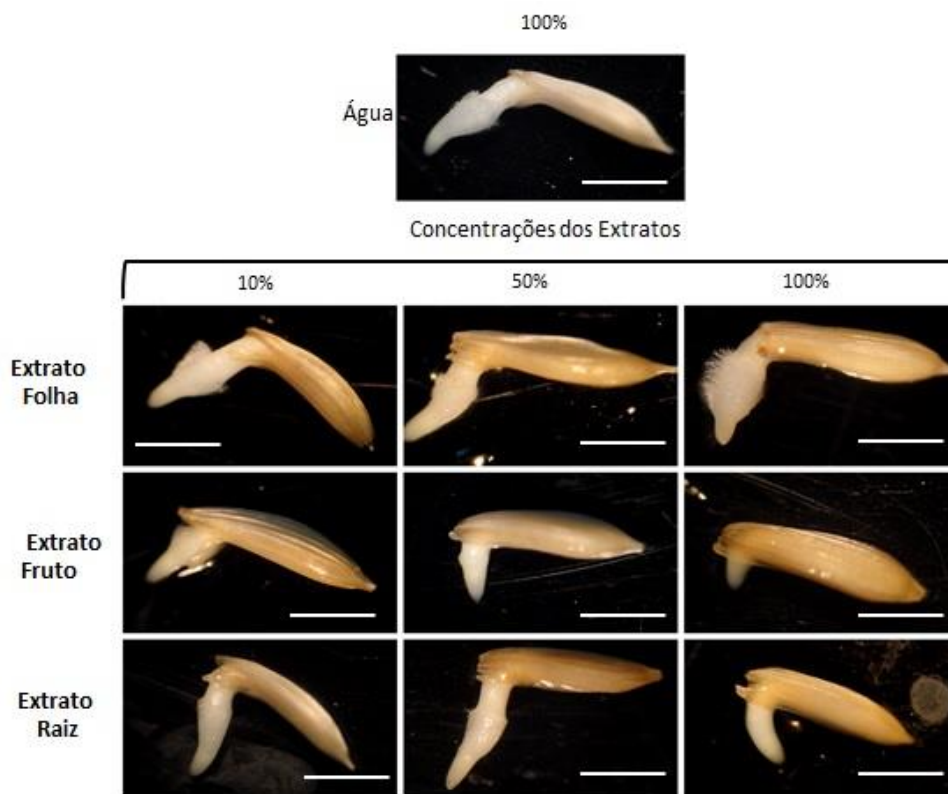 100%
Água
Concentrações dos Extratos
10%
50%
100%
Extrato
Folha
Extrato
Fruto
Extrato
Raiz